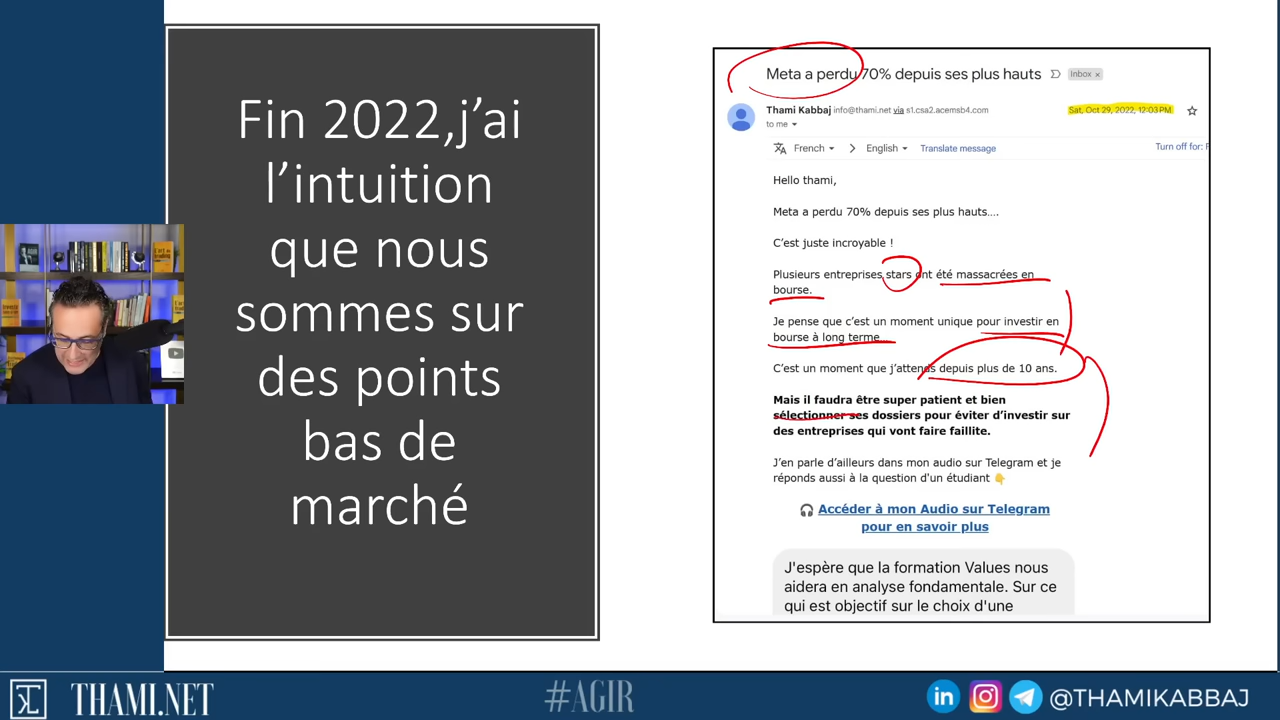 Fin 2022,j’ai
l’intuition
que nous
sommes sur
des points
bas de
marché
Meta a perdu 70% depuis ses plus hauts
Inbox ×
Thami Kabbaj info@thami.net via s1.csa2.acemsb4.com
Sat, Oct 29, 2022, 12:03 PM
to me
French > English Translate message
Turn off for: F
Hello thami,
Meta a perdu 70% depuis ses plus hauts....
C’est juste incroyable !
Plusieurs entreprises stars ont été massacrées en
bourse.
Je pense que c’est un moment unique pour investir en
bourse à long terme...
C’est un moment que j’attends depuis plus de 10 ans.
Mais il faudra être super patient et bien
sélectionner ses dossiers pour éviter d’investir sur
des entreprises qui vont faire faillite.
J’en parle d’ailleurs dans mon audio sur Telegram et je
réponds aussi à la question d'un étudiant 👇
🎧 Accéder à mon Audio sur Telegram
pour en savoir plus
J'espère que la formation Values nous
aidera en analyse fondamentale. Sur ce
qui est objectif sur le choix d'une
THAMI.NET
#AGIR
@THAMIKABBAJ